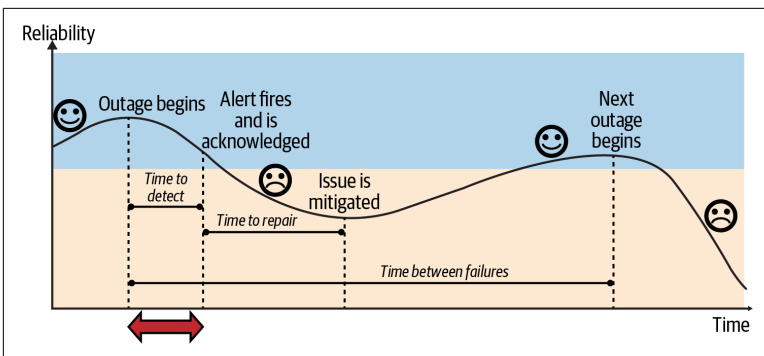 Reliability
Outage begins
Alert fires
and is
acknowledged
Next
outage
begins
Time to
detect
Issue is
mitigated
Time to repair
Time between failures
Time